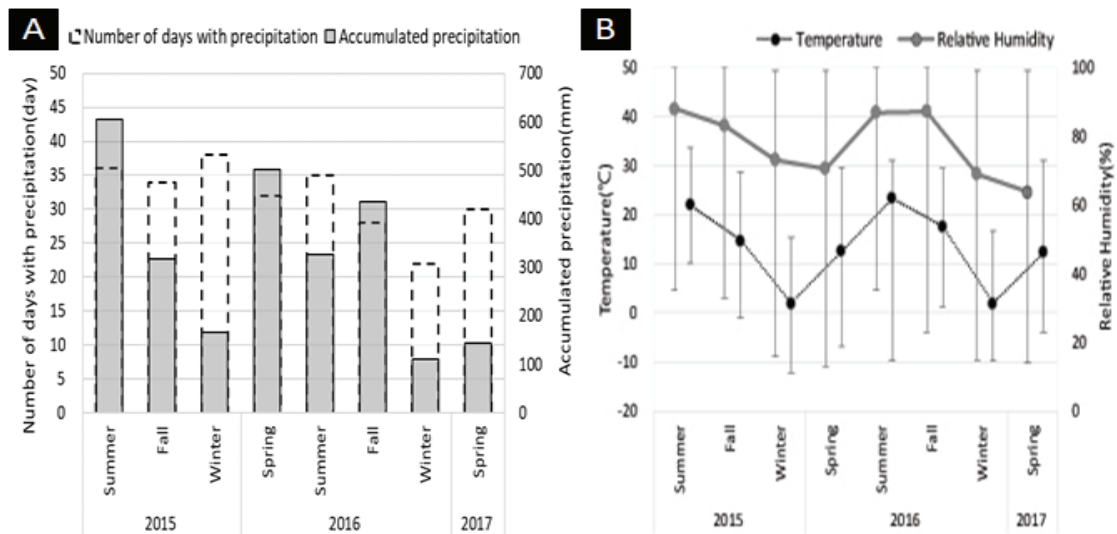 A
Number of days with precipitation
Accumulated precipitation
Number of days with precipitation(day)
50
45
40
35
30
25
20
15
10
5
0
700
600
500
400
300
200
100
0
Accumulated precipitation(mm)
Summer
Fall
Winter
Spring
Summer
Fall
Winter
Spring
2015
2016
2017
B
Temperature
Relative Humidity
Temperature(℃)
50
40
30
20
10
0
-10
-20
100
80
60
40
20
0
Relative Humidity(%)
Summer
Fall
Winter
Spring
Summer
Fall
Winter
Spring
2015
2016
2017